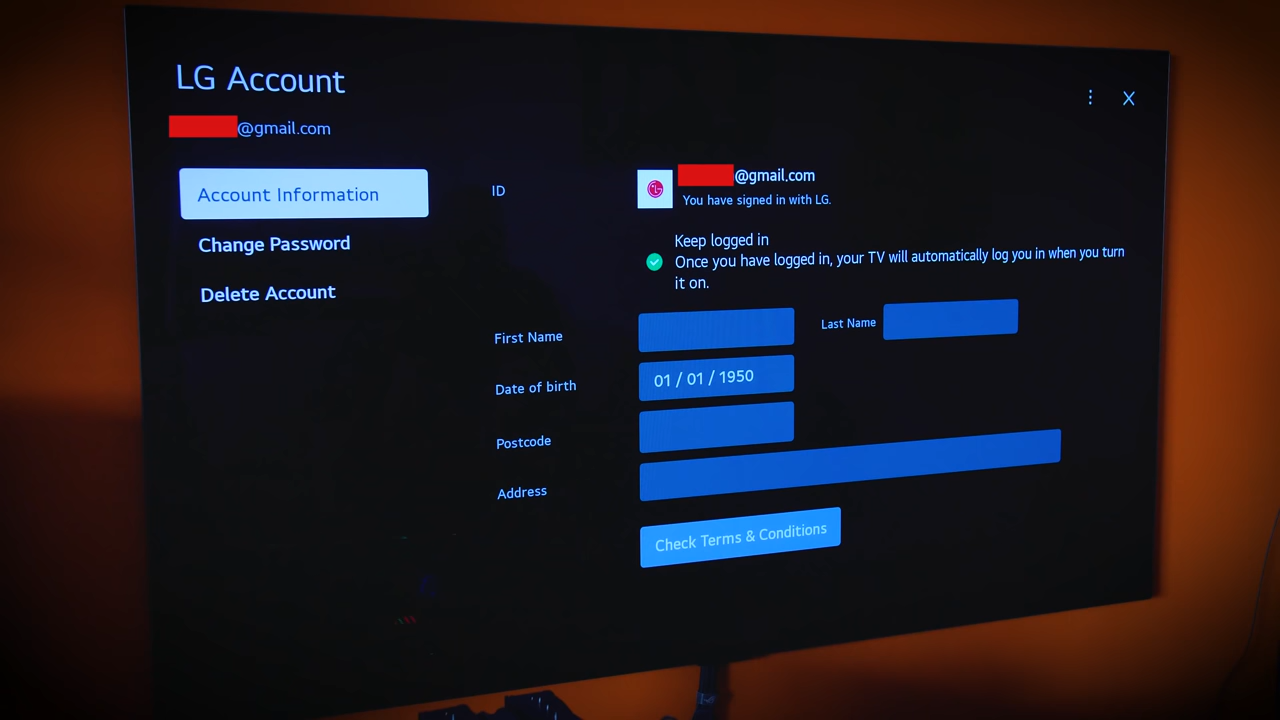 LG Account
⋮ X
@gmail.com
Account Information
Change Password
Delete Account
ID
@gmail.com
You have signed in with LG.
Keep logged in
Once you have logged in, your TV will automatically log you in when you turn
it on.
First Name
Last Name
Date of birth
01 / 01 / 1950
Postcode
Address
Check Terms & Conditions